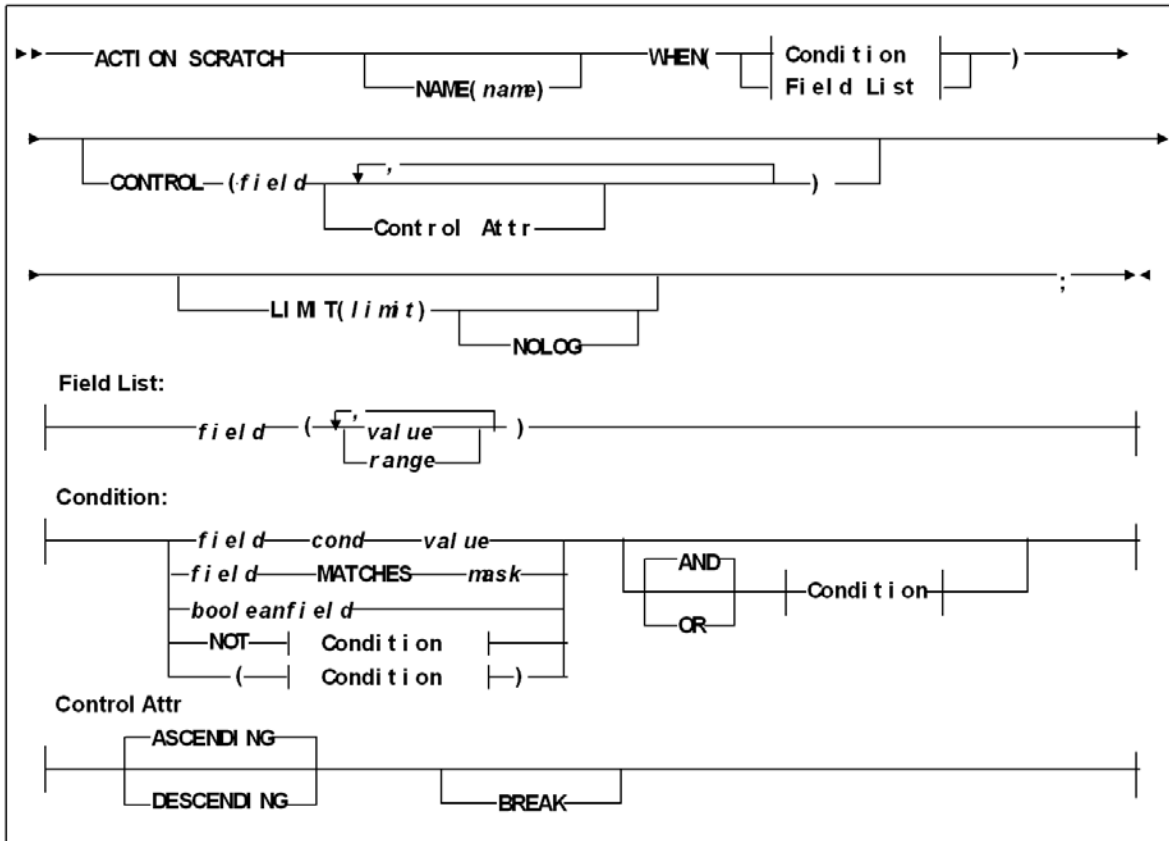 ACTION SCRATCH NAME(name) WHEN( Condition )
Field List
,
CONTROL (field Control Attr )
LIMIT(limit) ;
NOLOG
Field List:
,
field ( value )
range
Condition:
field cond value
field MATCHES mask
booleanfield
NOT Condition
( Condition )
AND
Condition
OR
Control Attr
ASCENDING
DESCENDING
BREAK